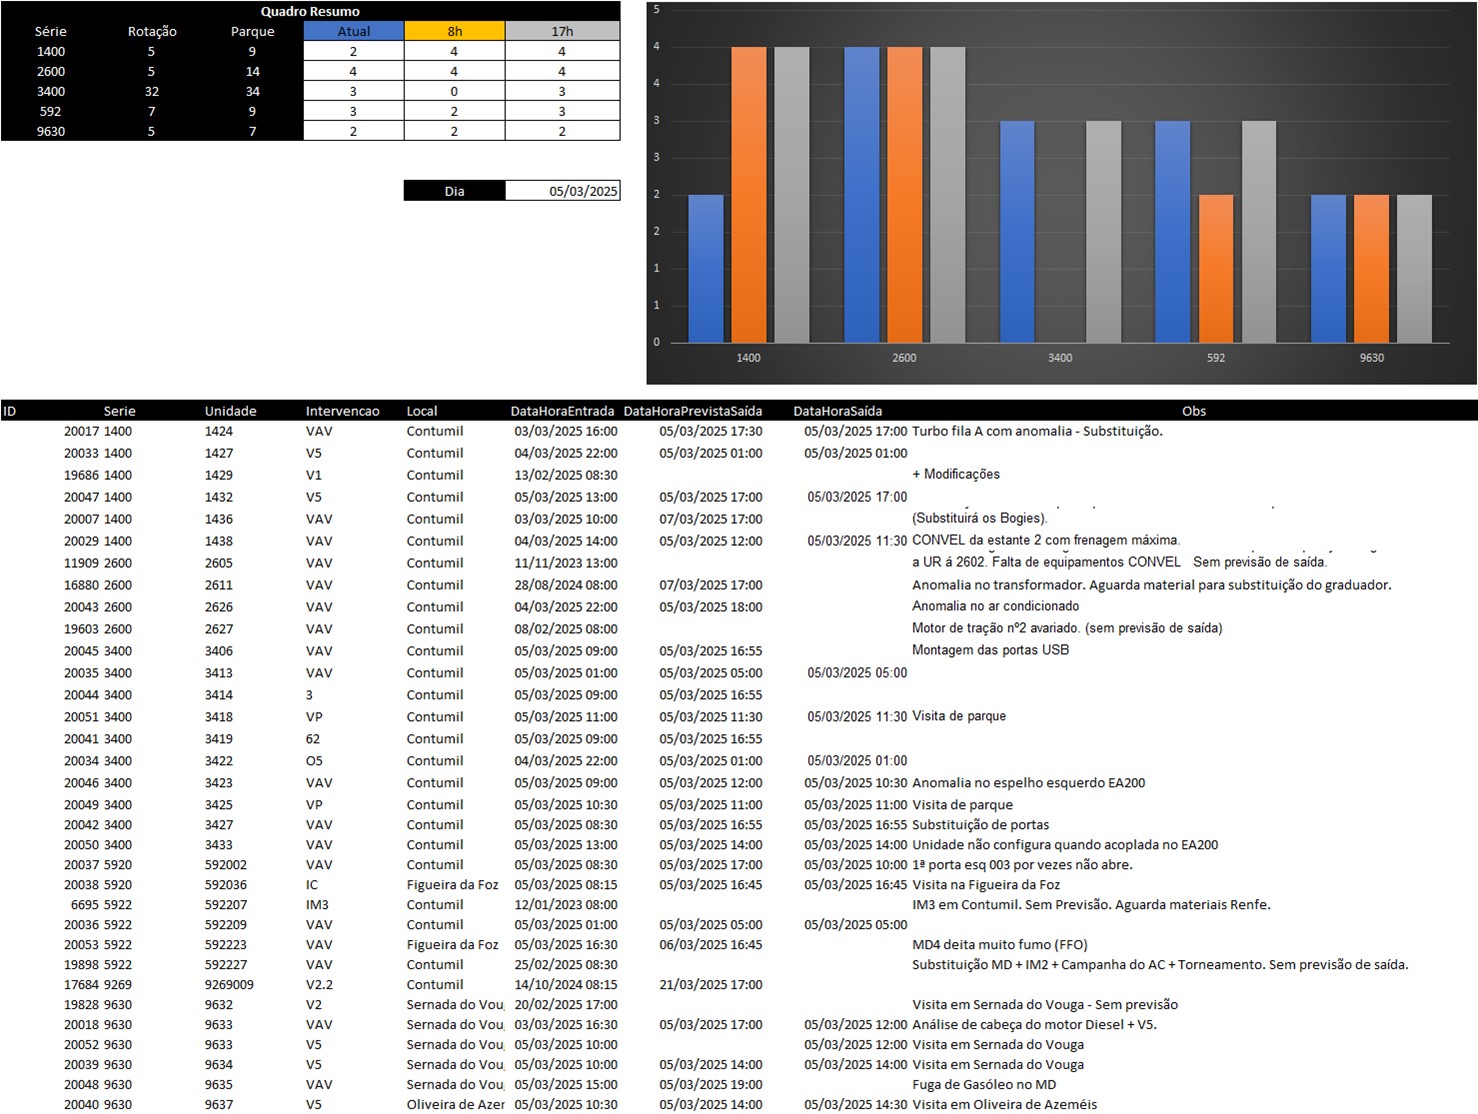 Quadro Resumo
Série Rotação Parque Atual 8h 17h
1400 5 9 2 4 4
2600 5 14 4 4 4
3400 32 34 3 0 3
592 7 9 3 2 3
9630 5 7 2 2 2
Dia 05/03/2025
5
4
4
3
3
2
2
1
1
0
1400 2600 3400 592 9630
ID Serie Unidade Intervencao Local DataHoraEntrada DataHoraPrevistaSaída DataHoraSaída Obs
20017 1400 1424 VAV Contumil 03/03/2025 16:00 05/03/2025 17:30 05/03/2025 17:00 Turbo fila A com anomalia - Substituição.
20033 1400 1427 V5 Contumil 04/03/2025 22:00 05/03/2025 01:00 05/03/2025 01:00
19686 1400 1429 V1 Contumil 13/02/2025 08:30 + Modificações
20047 1400 1432 V5 Contumil 05/03/2025 13:00 05/03/2025 17:00 05/03/2025 17:00
20007 1400 1436 VAV Contumil 03/03/2025 10:00 07/03/2025 17:00 (Substituirá os Bogies).
20029 1400 1438 VAV Contumil 04/03/2025 14:00 05/03/2025 12:00 05/03/2025 11:30 CONVEL da estante 2 com frenagem máxima.
11909 2600 2605 VAV Contumil 11/11/2023 13:00 a UR á 2602. Falta de equipamentos CONVEL Sem previsão de saída.
16880 2600 2611 VAV Contumil 28/08/2024 08:00 07/03/2025 17:00 Anomalia no transformador. Aguarda material para substituição do graduador.
20043 2600 2626 VAV Contumil 04/03/2025 22:00 05/03/2025 18:00 Anomalia no ar condicionado
19603 2600 2627 VAV Contumil 08/02/2025 08:00 Motor de tração nº2 avariado. (sem previsão de saída)
20045 3400 3406 VAV Contumil 05/03/2025 09:00 05/03/2025 16:55 Montagem das portas USB
20035 3400 3413 VAV Contumil 05/03/2025 01:00 05/03/2025 05:00 05/03/2025 05:00
20044 3400 3414 3 Contumil 05/03/2025 09:00 05/03/2025 16:55
20051 3400 3418 VP Contumil 05/03/2025 11:00 05/03/2025 11:30 05/03/2025 11:30 Visita de parque
20041 3400 3419 62 Contumil 05/03/2025 09:00 05/03/2025 16:55
20034 3400 3422 O5 Contumil 04/03/2025 22:00 05/03/2025 01:00 05/03/2025 01:00
20046 3400 3423 VAV Contumil 05/03/2025 09:00 05/03/2025 12:00 05/03/2025 10:30 Anomalia no espelho esquerdo EA200
20049 3400 3425 VP Contumil 05/03/2025 10:30 05/03/2025 11:00 05/03/2025 11:00 Visita de parque
20042 3400 3427 VAV Contumil 05/03/2025 08:30 05/03/2025 16:55 05/03/2025 16:55 Substituição de portas
20050 3400 3433 VAV Contumil 05/03/2025 13:00 05/03/2025 14:00 05/03/2025 14:00 Unidade não configura quando acoplada no EA200
20037 5920 592002 VAV Contumil 05/03/2025 08:30 05/03/2025 17:00 05/03/2025 10:00 1ª porta esq 003 por vezes não abre.
20038 5920 592036 IC Figueira da Foz 05/03/2025 08:15 05/03/2025 16:45 05/03/2025 16:45 Visita na Figueira da Foz
6695 5922 592207 IM3 Contumil 12/01/2023 08:00 IM3 em Contumil. Sem Previsão. Aguarda materiais Renfe.
20036 5922 592209 VAV Contumil 05/03/2025 01:00 05/03/2025 05:00 05/03/2025 05:00
20053 5922 592223 VAV Figueira da Foz 05/03/2025 16:30 06/03/2025 16:45 MD4 deita muito fumo (FFO)
19898 5922 592227 VAV Contumil 25/02/2025 08:30 Substituição MD + IM2 + Campanha do AC + Torneamento. Sem previsão de saída.
17684 9269 9269009 V2.2 Contumil 14/10/2024 08:15 21/03/2025 17:00
19828 9630 9632 V2 Sernada do Vou 20/02/2025 17:00 Visita em Sernada do Vouga - Sem previsão
20018 9630 9633 VAV Sernada do Vou 03/03/2025 16:30 05/03/2025 17:00 05/03/2025 12:00 Análise de cabeça do motor Diesel + V5.
20052 9630 9633 V5 Sernada do Vou 05/03/2025 10:00 05/03/2025 12:00 Visita em Sernada do Vouga
20039 9630 9634 V5 Sernada do Vou 05/03/2025 10:00 05/03/2025 14:00 05/03/2025 14:00 Visita em Sernada do Vouga
20048 9630 9635 VAV Sernada do Vou 05/03/2025 15:00 05/03/2025 19:00 Fuga de Gasóleo no MD
20040 9630 9637 V5 Oliveira de Azer 05/03/2025 10:30 05/03/2025 14:00 05/03/2025 14:30 Visita em Oliveira de Azeméis